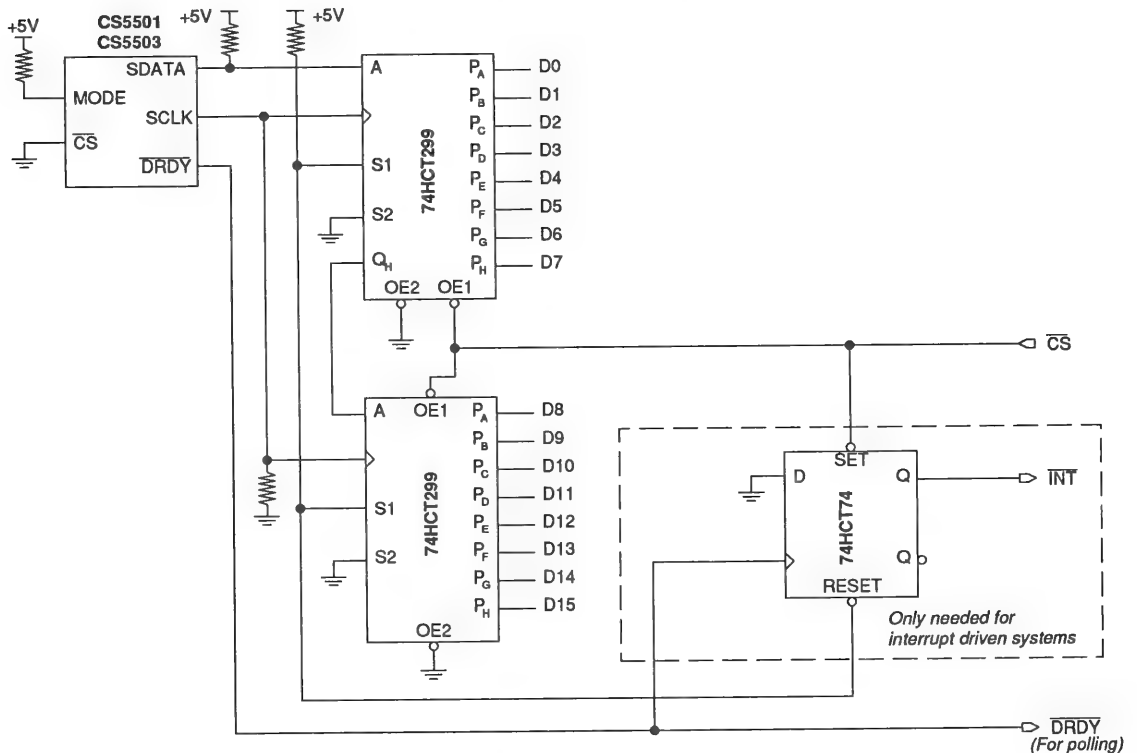 +5V
CS5501
CS5503
+5V
+5V
SDATA
MODE
SCLK
CS
DRDY
A
S1
S2
QH
74HCT299
OE2
OE1
PA
D0
PB
D1
PC
D2
PD
D3
PE
D4
PF
D5
PG
D6
PH
D7
CS
A
OE1
S1
S2
74HCT299
OE2
PA
D8
PB
D9
PC
D10
PD
D11
PE
D12
PF
D13
PG
D14
PH
D15
SET
D
Q
74HCT74
Q
RESET
INT
Only needed for
interrupt driven systems
DRDY
(For polling)